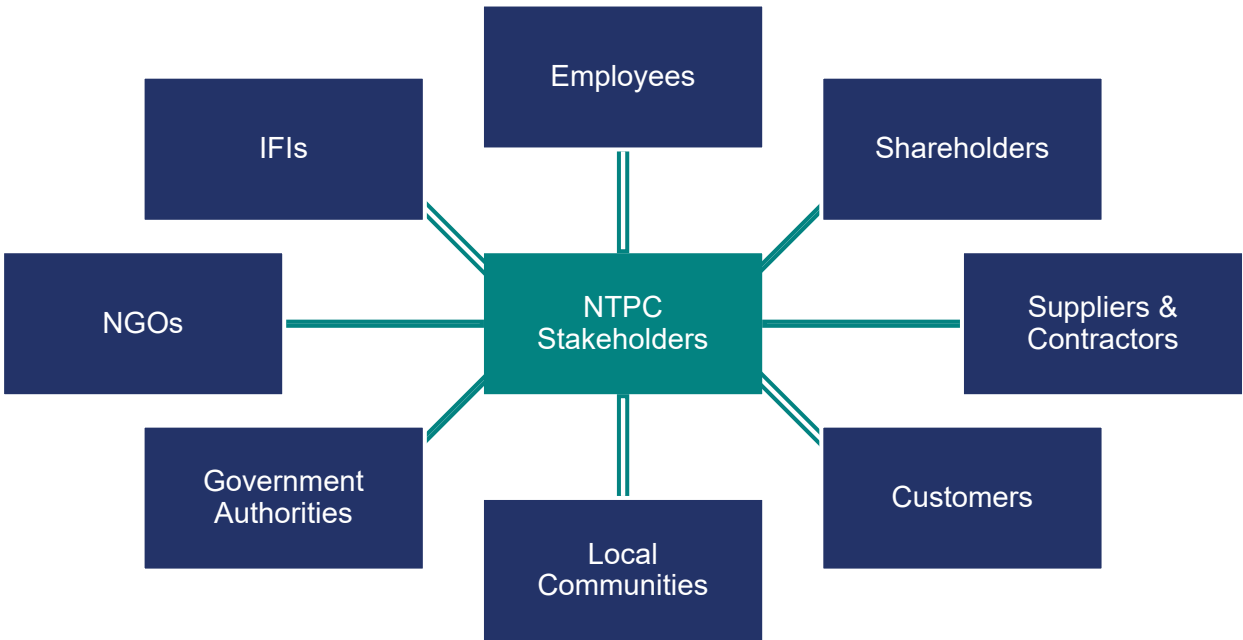 Employees
IFIs
Shareholders
NGOs
NTPC
Stakeholders
Suppliers &
Contractors
Government
Authorities
Customers
Local
Communities